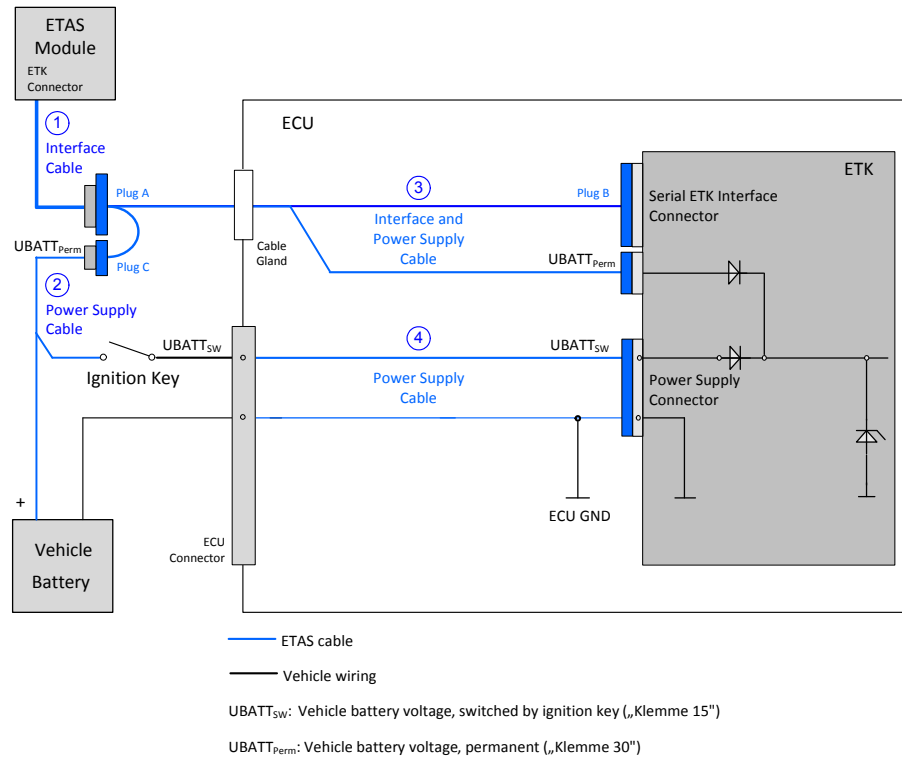 ETAS
Module
ETK
Connector
1
Interface
Cable
ECU
ETK
Plug A
3
Plug B
Serial ETK Interface
Connector
Interface and
Power Supply
Cable
UBATTPerm
Plug C
Cable
Gland
UBATTPerm
2
Power Supply
Cable
UBATTSW
4
UBATTSW
Ignition Key
Power Supply
Cable
Power Supply
Connector
+
ECU GND
Vehicle
Battery
ECU
Connector
ETAS cable
Vehicle wiring
UBATTSW: Vehicle battery voltage, switched by ignition key („Klemme 15")
UBATTPerm: Vehicle battery voltage, permanent („Klemme 30")